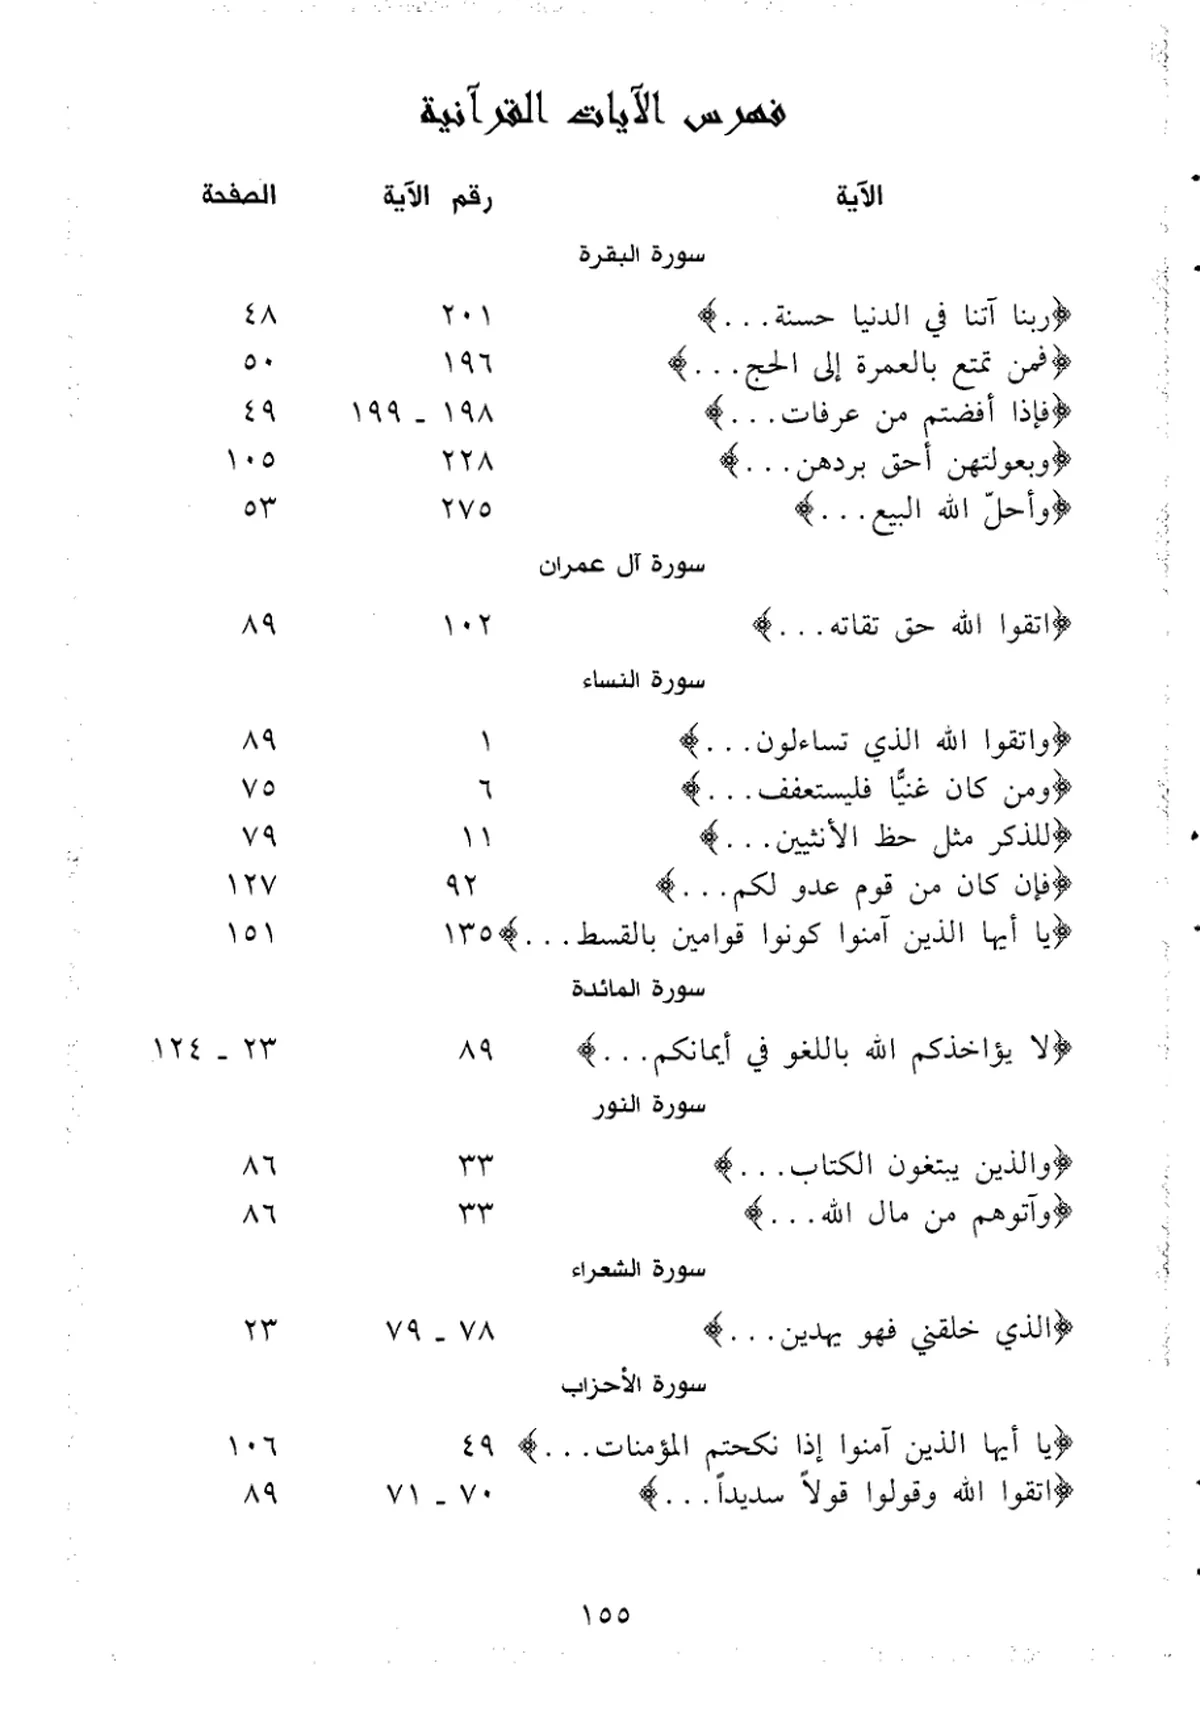 فهرس الآيات القرآنية
الآية رقم الآية الصفحة
سورة البقرة
﴿ربنا آتنا في الدنيا حسنة...﴾ ٢٠١ ٤٨
﴿فمن تمتع بالعمرة إلى الحج...﴾ ١٩٦ ٥٠
﴿فإذا أفضتم من عرفات...﴾ ١٩٨ ـ ١٩٩ ٤٩
﴿وبعولتهن أحق بردهن...﴾ ٢٢٨ ١٠٥
﴿وأحلّ الله البيع...﴾ ٢٧٥ ٥٣
سورة آل عمران
﴿اتقوا الله حق تقاته...﴾ ١٠٢ ٨٩
سورة النساء
﴿واتقوا الله الذي تساءلون...﴾ ١ ٨٩
﴿ومن كان غنيًّا فليستعفف...﴾ ٦ ٧٥
﴿للذكر مثل حظ الأنثيين...﴾ ١١ ٧٩
﴿فإن كان من قوم عدو لكم...﴾ ٩٢ ١٢٧
﴿يا أيها الذين آمنوا كونوا قوامين بالقسط...﴾ ١٣٥ ١٥١
سورة المائدة
﴿لا يؤاخذكم الله باللغو في أيمانكم...﴾ ٨٩ ٢٣ ـ ١٢٤
سورة النور
﴿والذين يبتغون الكتاب...﴾ ٣٣ ٨٦
﴿وآتوهم من مال الله...﴾ ٣٣ ٨٦
سورة الشعراء
﴿الذي خلقني فهو يهدين...﴾ ٧٨ ـ ٧٩ ٢٣
سورة الأحزاب
﴿يا أيها الذين آمنوا إذا نكحتم المؤمنات...﴾ ٤٩ ١٠٦
﴿اتقوا الله وقولوا قولاً سديداً...﴾ ٧٠ ـ ٧١ ٨٩
١٥٥